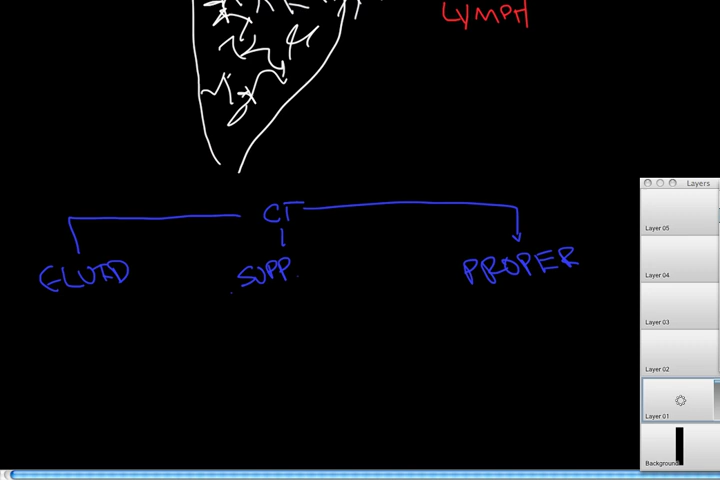 LYMPH
CT
FLUID
SUPP
PROPER
Layers
Layer 05
Layer 04
Layer 03
Layer 02
Layer 01
Background